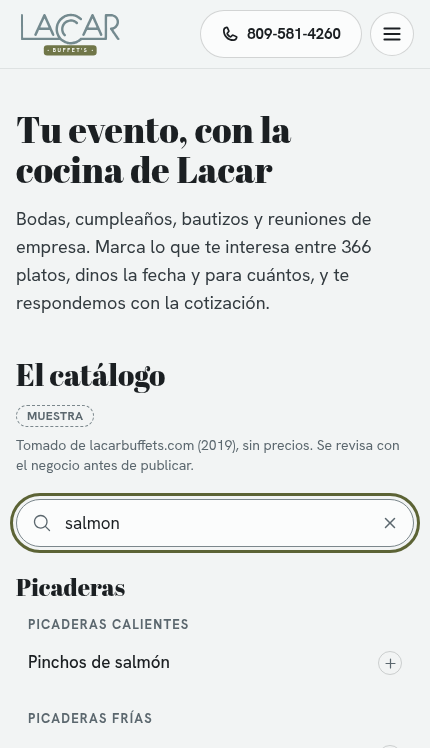 LACAR
· BUFFET'S ·
809-581-4260
Tu evento, con la
cocina de Lacar
Bodas, cumpleaños, bautizos y reuniones de
empresa. Marca lo que te interesa entre 366
platos, dinos la fecha y para cuántos, y te
respondemos con la cotización.
El catálogo
MUESTRA
Tomado de lacarbuffets.com (2019), sin precios. Se revisa con
el negocio antes de publicar.
salmon
Picaderas
PICADERAS CALIENTES
Pinchos de salmón
PICADERAS FRÍAS